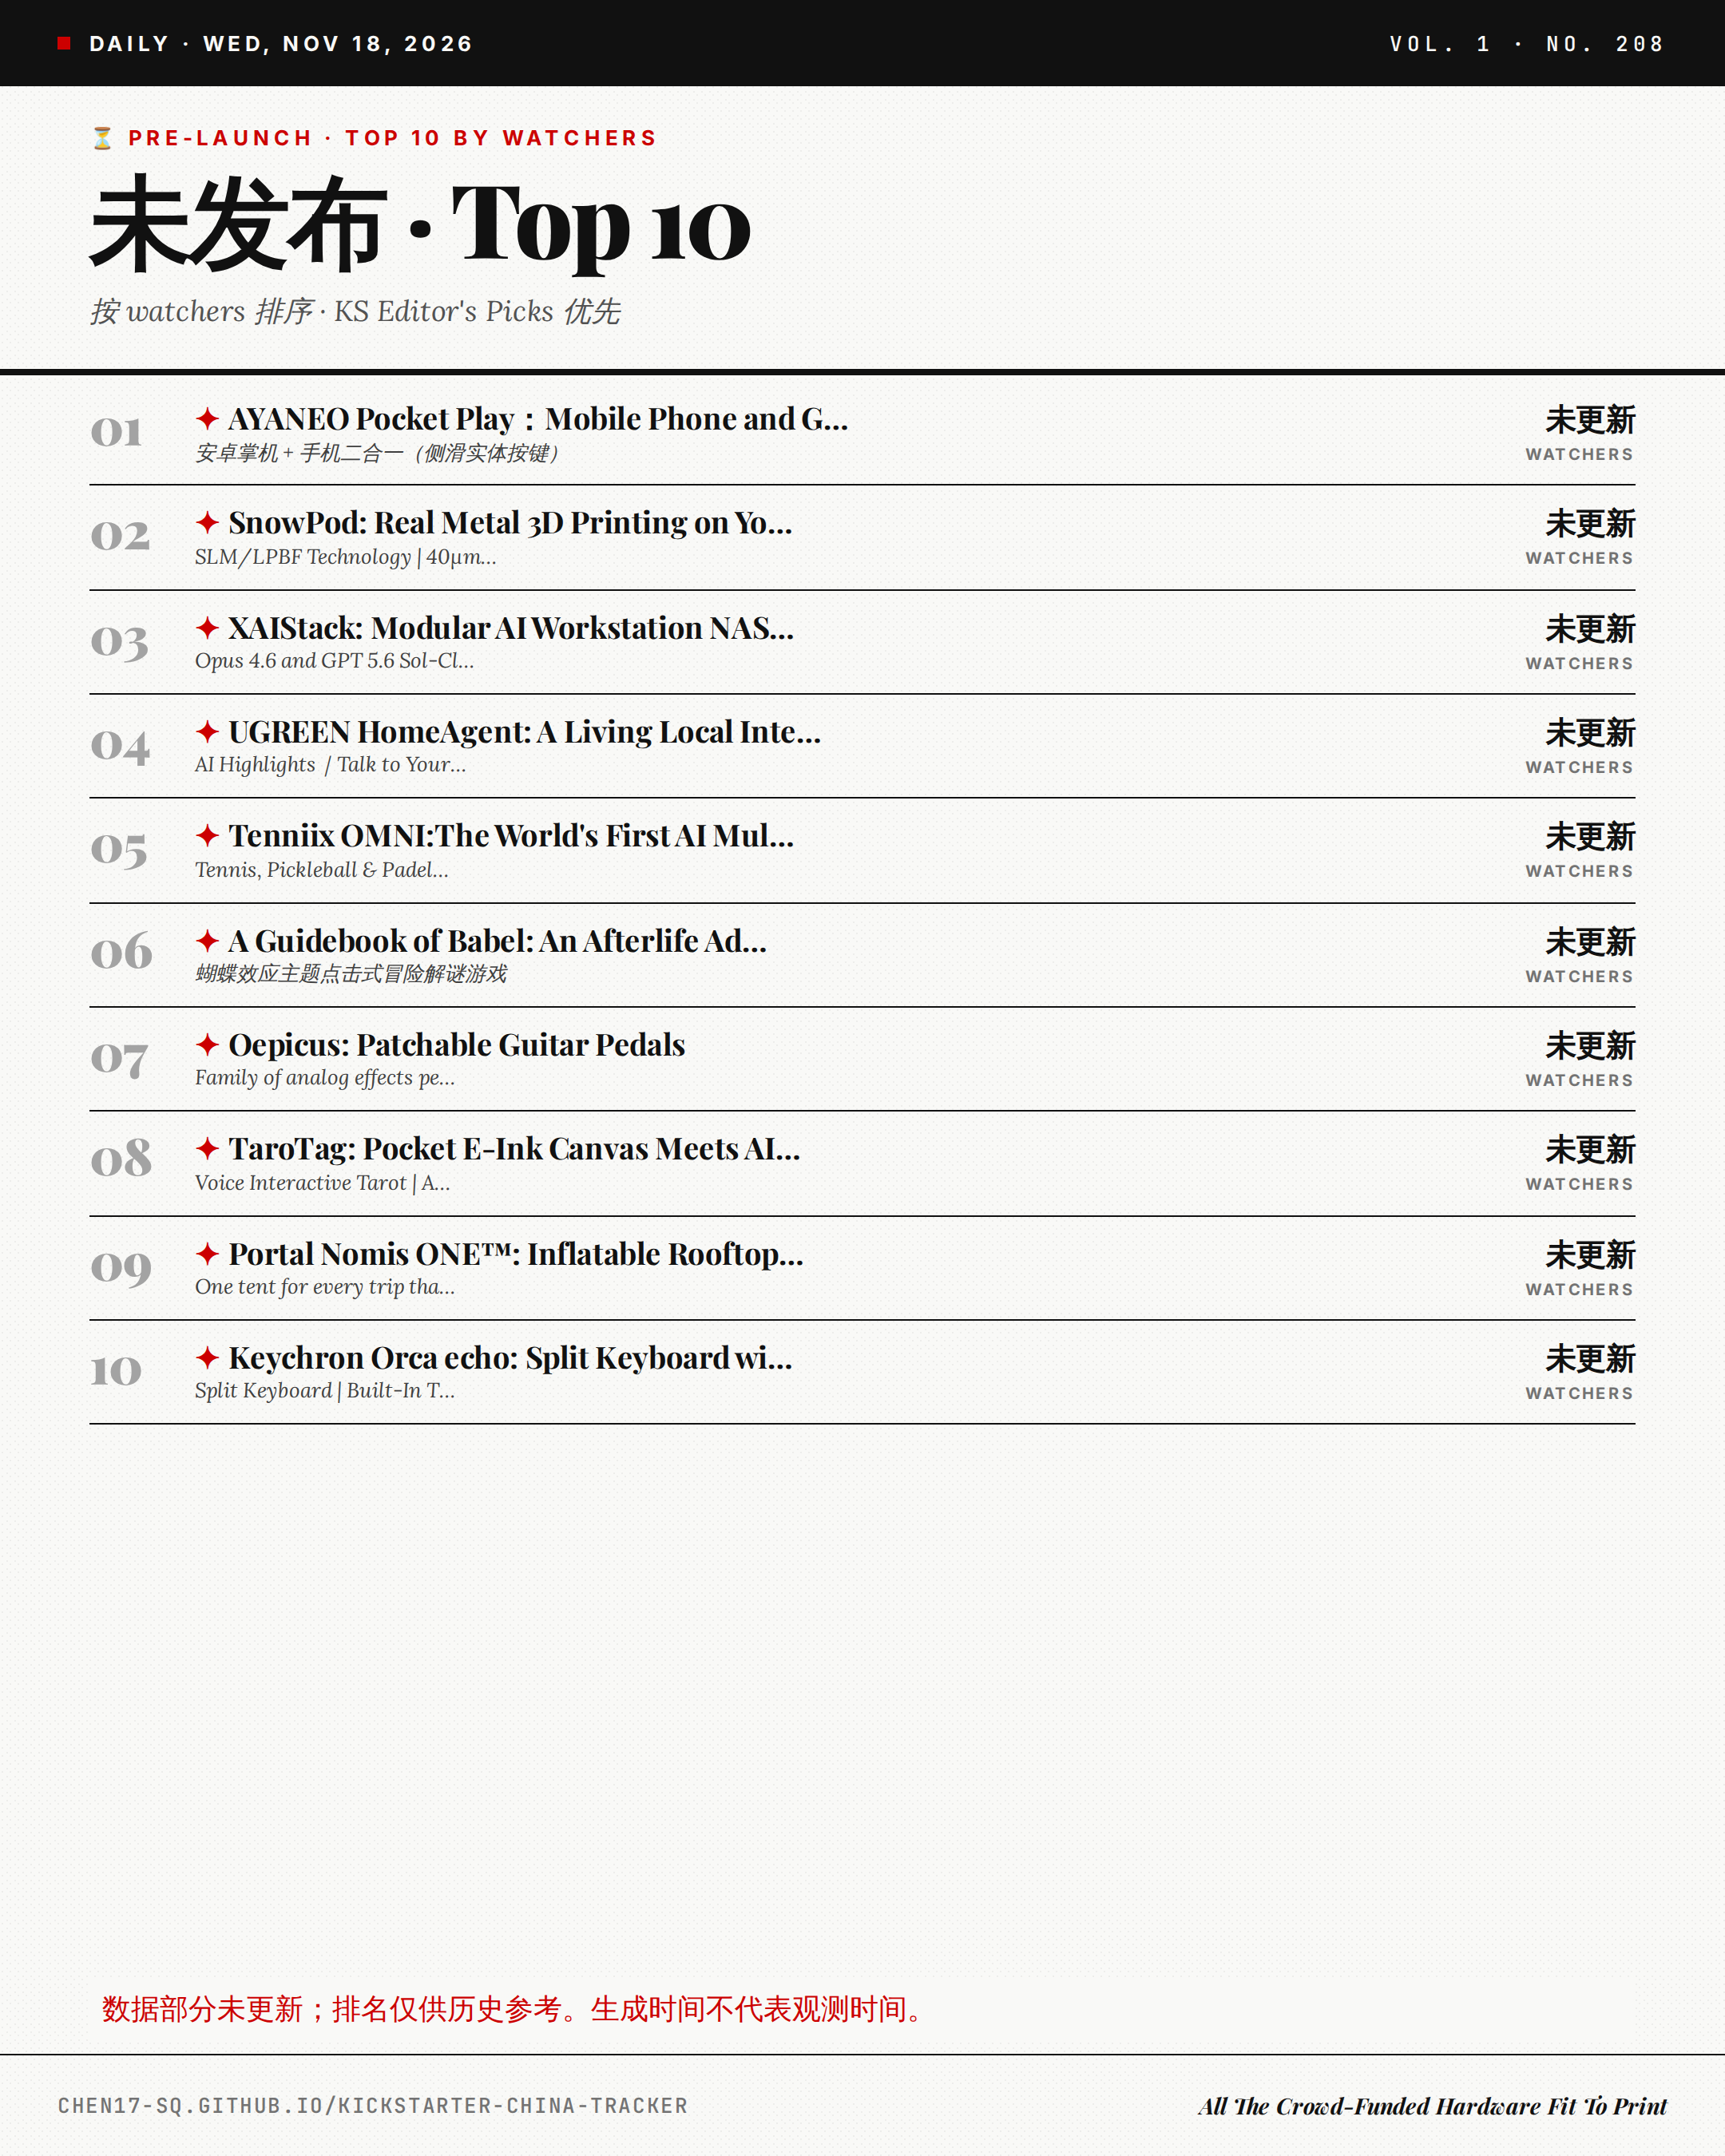 DAILY · WED, NOV 18, 2026
VOL. 1 · NO. 208
⏳ PRE-LAUNCH · TOP 10 BY WATCHERS
未发布 · Top 10
按 watchers 排序 · KS Editor's Picks 优先
01
✦ AYANEO Pocket Play：Mobile Phone and G…
安卓掌机 + 手机二合一（侧滑实体按键）
未更新
WATCHERS
02
✦ SnowPod: Real Metal 3D Printing on Yo…
SLM/LPBF Technology | 40μm…
未更新
WATCHERS
03
✦ XAIStack: Modular AI Workstation NAS…
Opus 4.6 and GPT 5.6 Sol-Cl…
未更新
WATCHERS
04
✦ UGREEN HomeAgent: A Living Local Inte…
AI Highlights / Talk to Your…
未更新
WATCHERS
05
✦ Tenniix OMNI:The World's First AI Mul…
Tennis, Pickleball & Padel…
未更新
WATCHERS
06
✦ A Guidebook of Babel: An Afterlife Ad…
蝴蝶效应主题点击式冒险解谜游戏
未更新
WATCHERS
07
✦ Oepicus: Patchable Guitar Pedals
Family of analog effects pe…
未更新
WATCHERS
08
✦ TaroTag: Pocket E-Ink Canvas Meets AI…
Voice Interactive Tarot | A…
未更新
WATCHERS
09
✦ Portal Nomis ONE™: Inflatable Rooftop…
One tent for every trip tha…
未更新
WATCHERS
10
✦ Keychron Orca echo: Split Keyboard wi…
Split Keyboard | Built-In T…
未更新
WATCHERS
数据部分未更新；排名仅供历史参考。生成时间不代表观测时间。
CHEN17-SQ.GITHUB.IO/KICKSTARTER-CHINA-TRACKER
All The Crowd-Funded Hardware Fit To Print